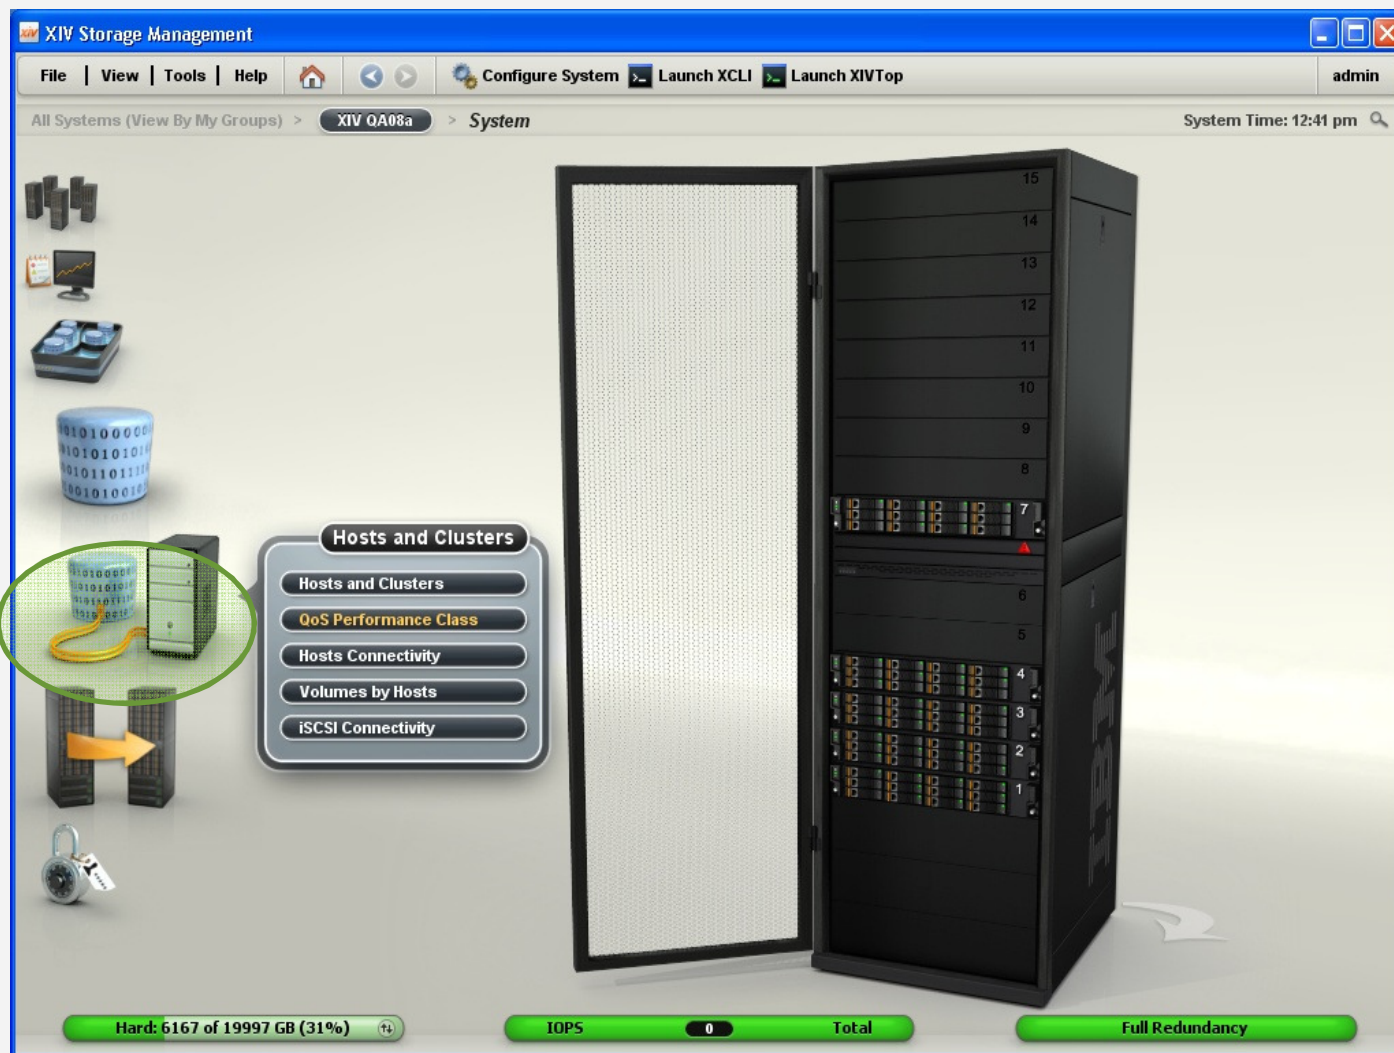 XIV XIV Storage Management
File | View | Tools | Help Configure System Launch XCLI Launch XIVTop admin
All Systems (View By My Groups) > XIV QA08a > System System Time: 12:41 pm
15
14
13
12
11
10
9
8
7
6
5
4
3
2
1
IBM
Hosts and Clusters
Hosts and Clusters
QoS Performance Class
Hosts Connectivity
Volumes by Hosts
iSCSI Connectivity
Hard: 6167 of 19997 GB (31%) IOPS 0 Total Full Redundancy